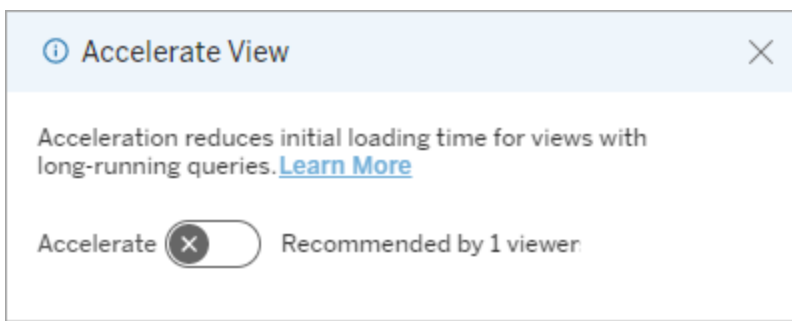 Accelerate View
Acceleration reduces initial loading time for views with
long-running queries. Learn More
Accelerate Recommended by 1 viewer